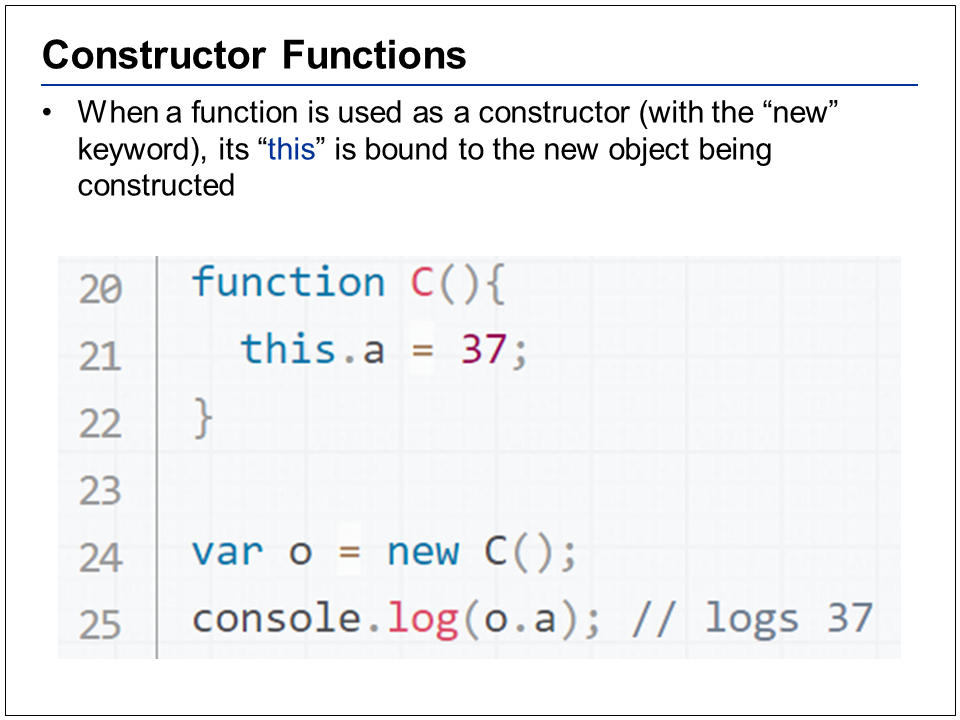 Constructor Functions
• When a function is used as a constructor (with the “new”
keyword), its “this” is bound to the new object being
constructed
20 function C(){
21   this.a = 37;
22 }
23
24 var o = new C();
25 console.log(o.a); // logs 37